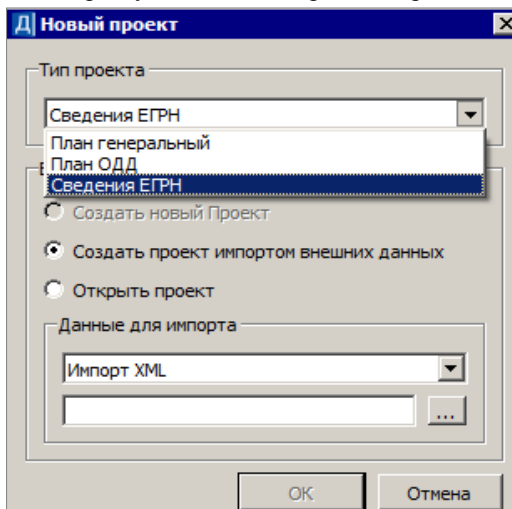 Новый проект
Тип проекта
Сведения ЕГРН
План генеральный
План ОДД
Сведения ЕГРН
Создать новый Проект
Создать проект импортом внешних данных
Открыть проект
Данные для импорта
Импорт XML
...
ОК
Отмена